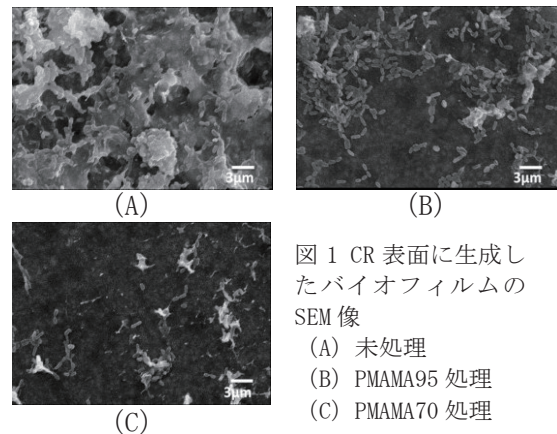 3μm
(A)
3μm
(B)
3μm
(C)
図 1 CR 表面に生成し
たバイオフィルムの
SEM 像
(A) 未処理
(B) PMAMA95 処理
(C) PMAMA70 処理